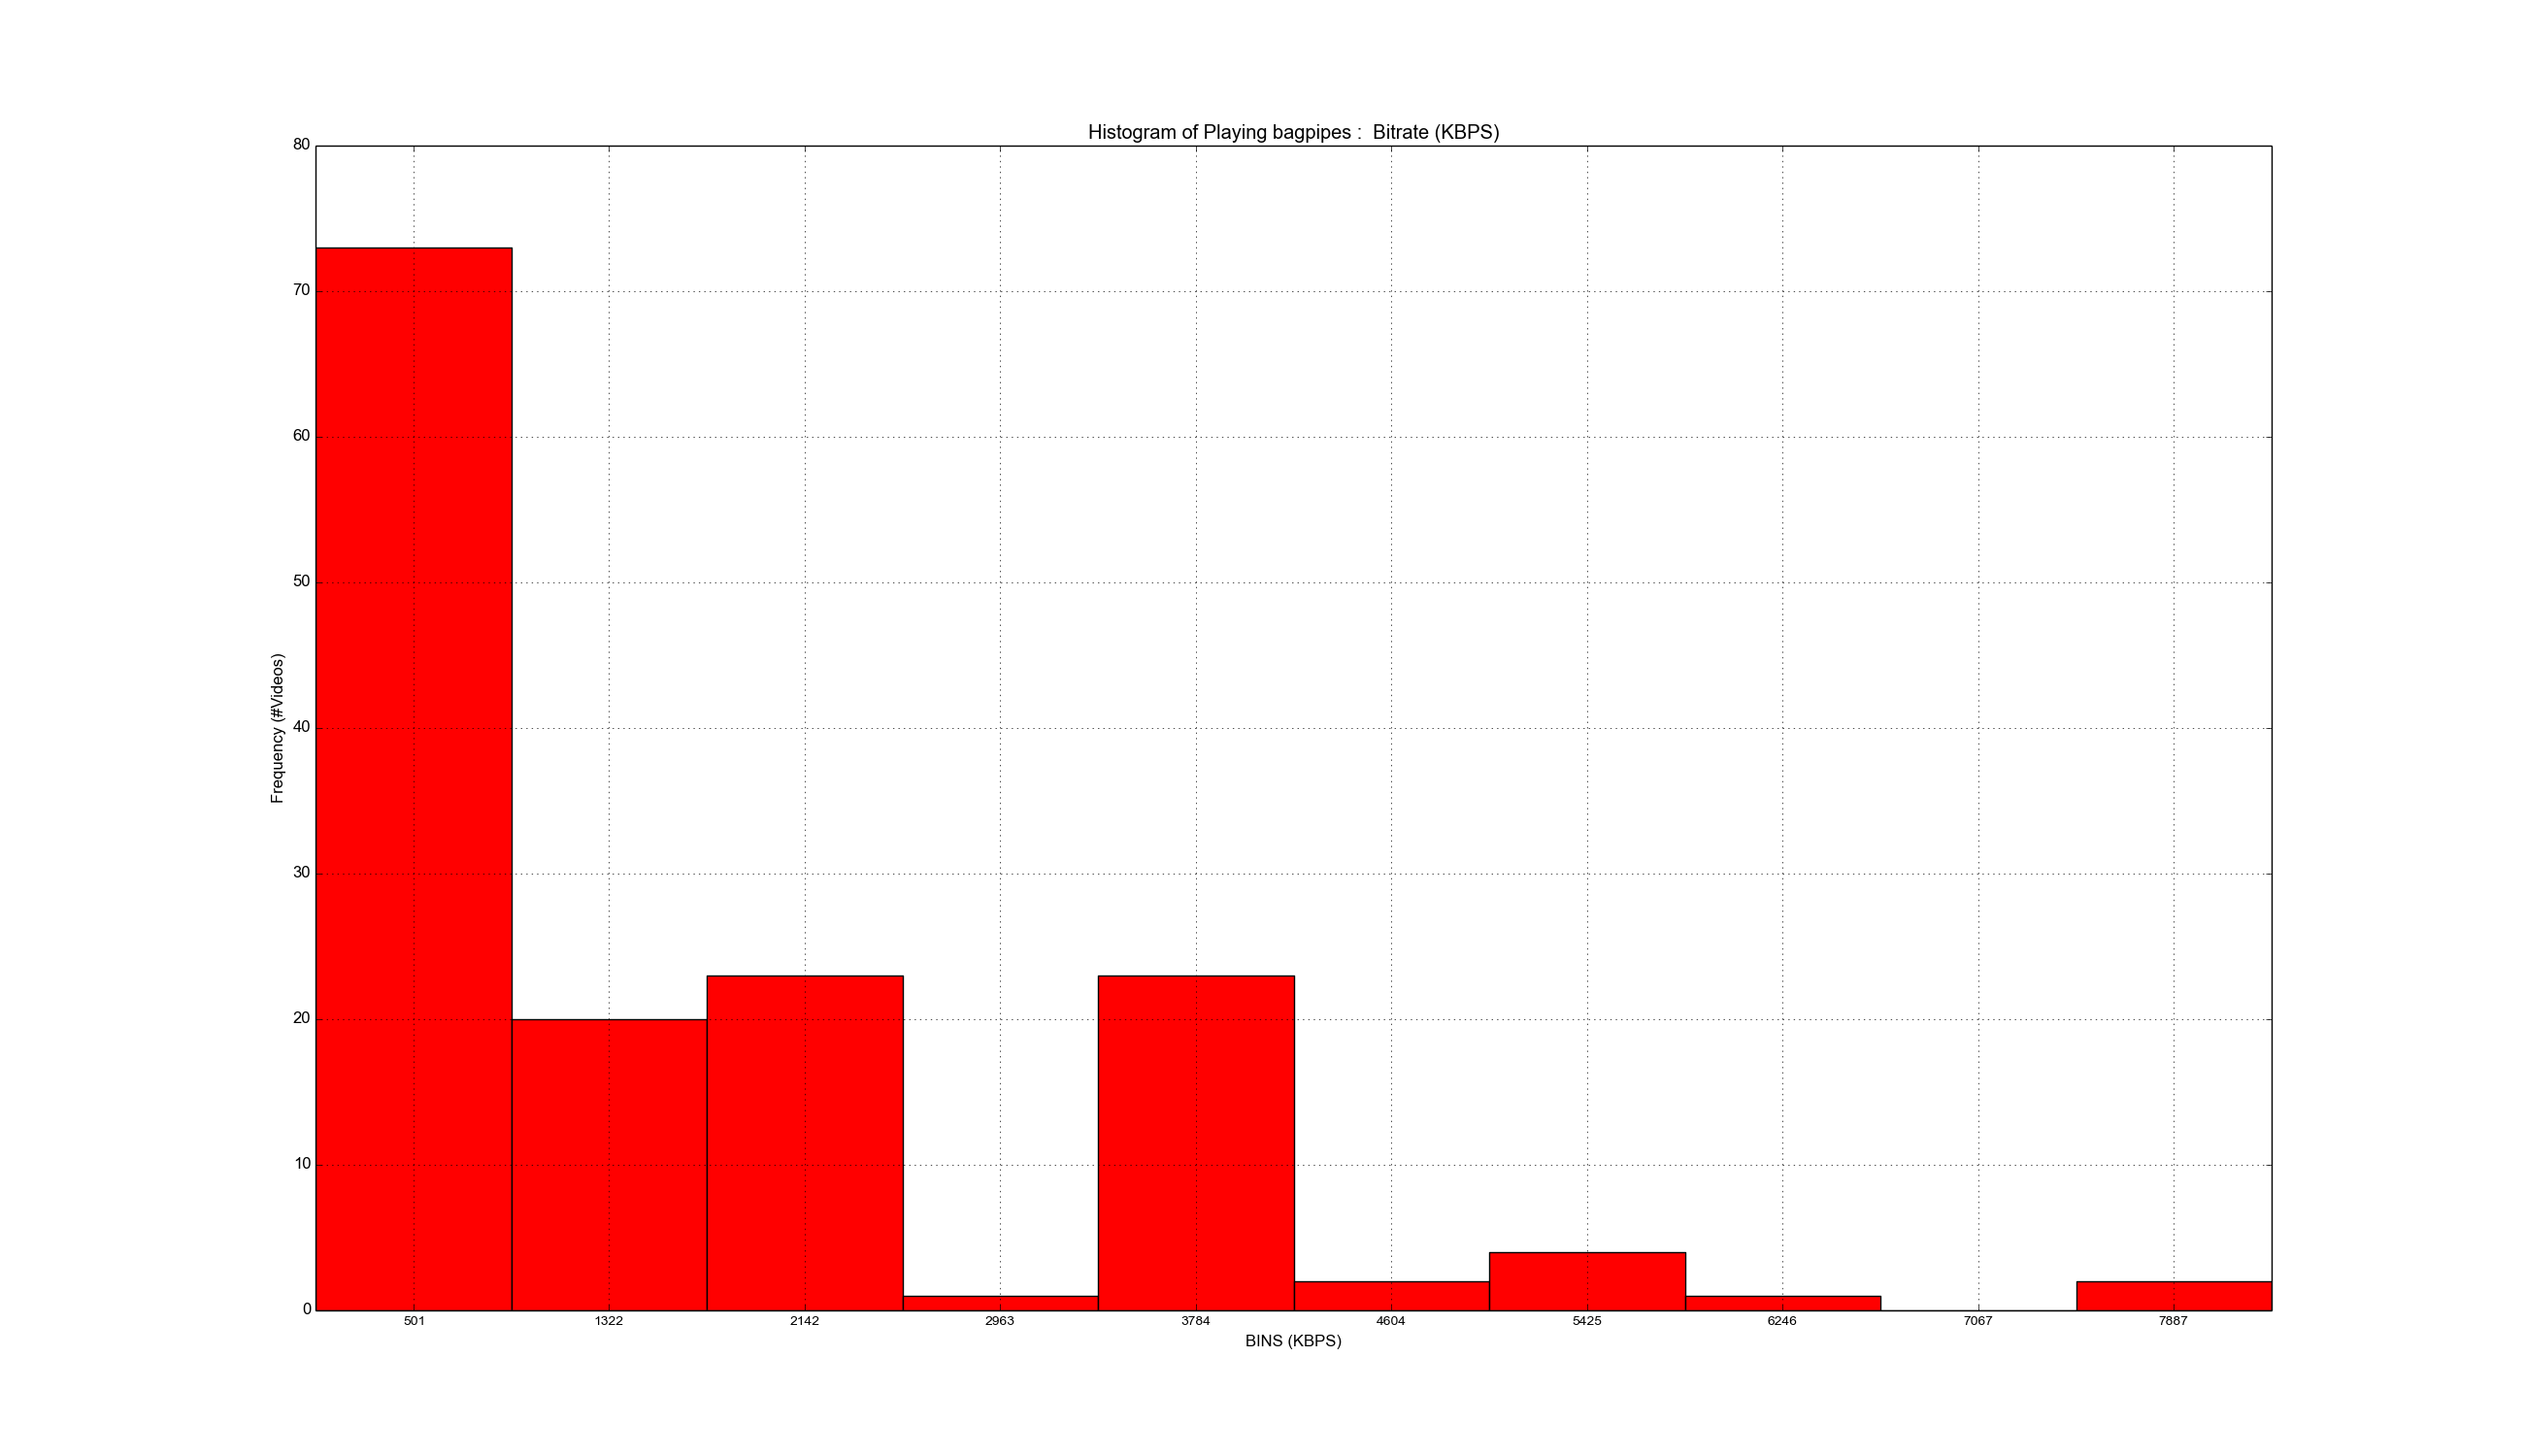 Histogram of Playing bagpipes :  Bitrate (KBPS)
80
70
60
50
40
30
20
10
0
Frequency (#Videos)
501 1322 2142 2963 3784 4604 5425 6246 7067 7887
BINS (KBPS)